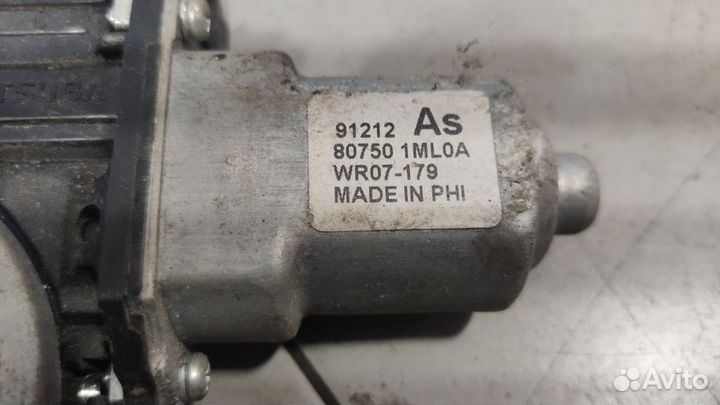 91212 As
80750 1ML0A
WR07-179
MADE IN PHI
Avito